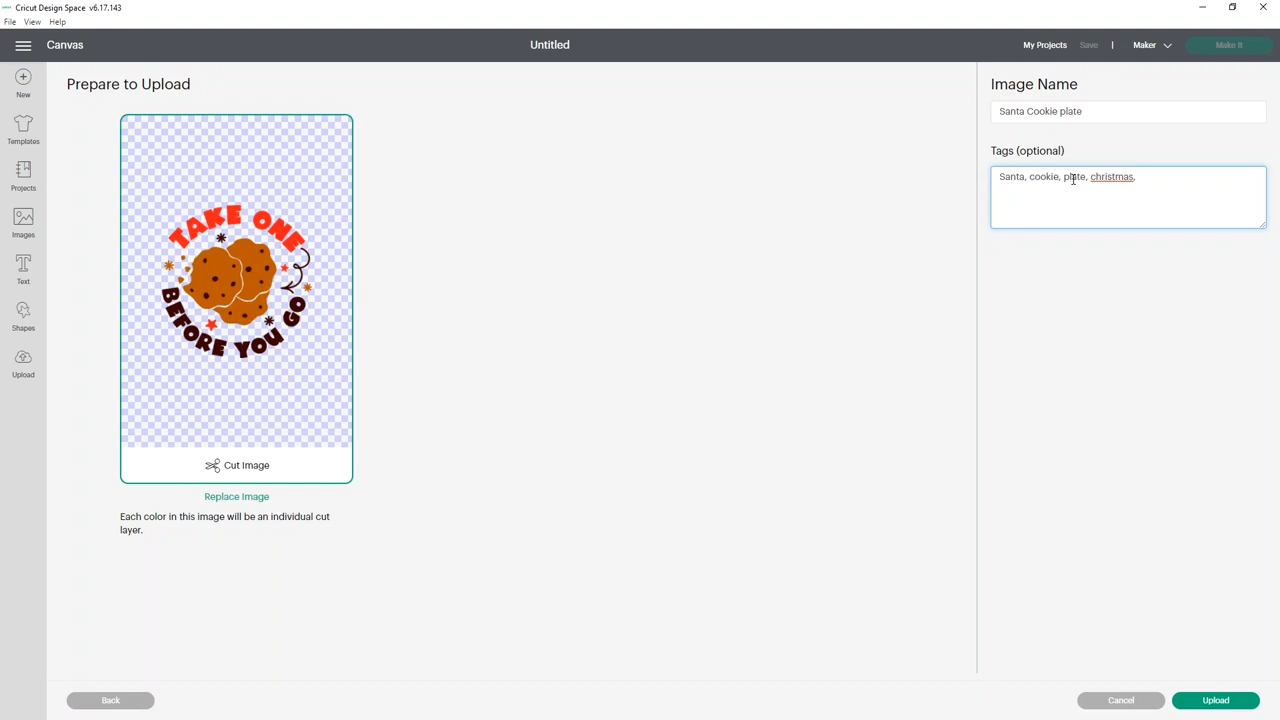 Cricut Design Space v6.17.143
File View Help
Canvas
Untitled
My Projects Save | Maker Make It
New
Templates
Projects
Images
Text
Shapes
Upload
Prepare to Upload
TAKE ONE
BEFORE YOU GO
Cut Image
Replace Image
Each color in this image will be an individual cut
layer.
Image Name
Santa Cookie plate
Tags (optional)
Santa, cookie, plate, christmas,
Back
Cancel Upload